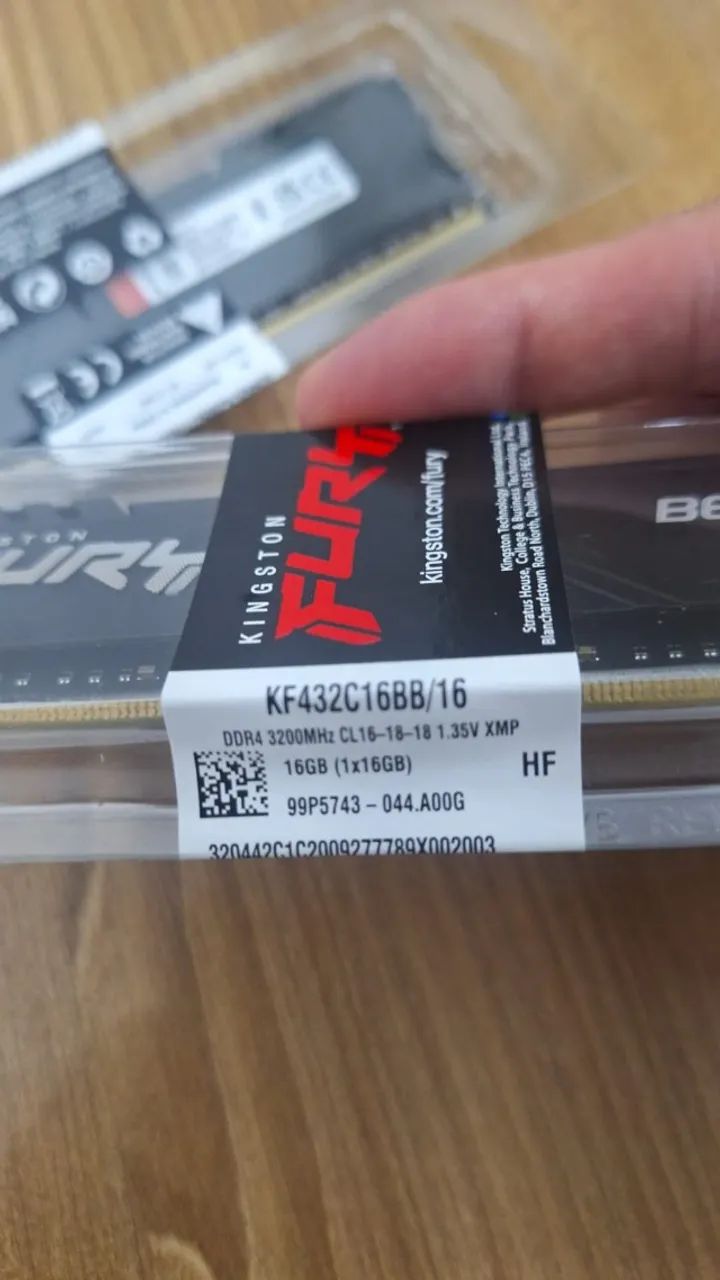 KINGSTON
FURY
kingston.com/fury
Kingston Technology International Ltd.
Stratus House, College & Business Technology Park,
Blanchardstown Road North, Dublin, D15 PEC4, Ireland
KF432C16BB/16
DDR4 3200MHz CL16-18-18 1.35V XMP
16GB (1x16GB)
HF
99P5743 - 044.A00G
320442C1C2009277789X002003
FURY